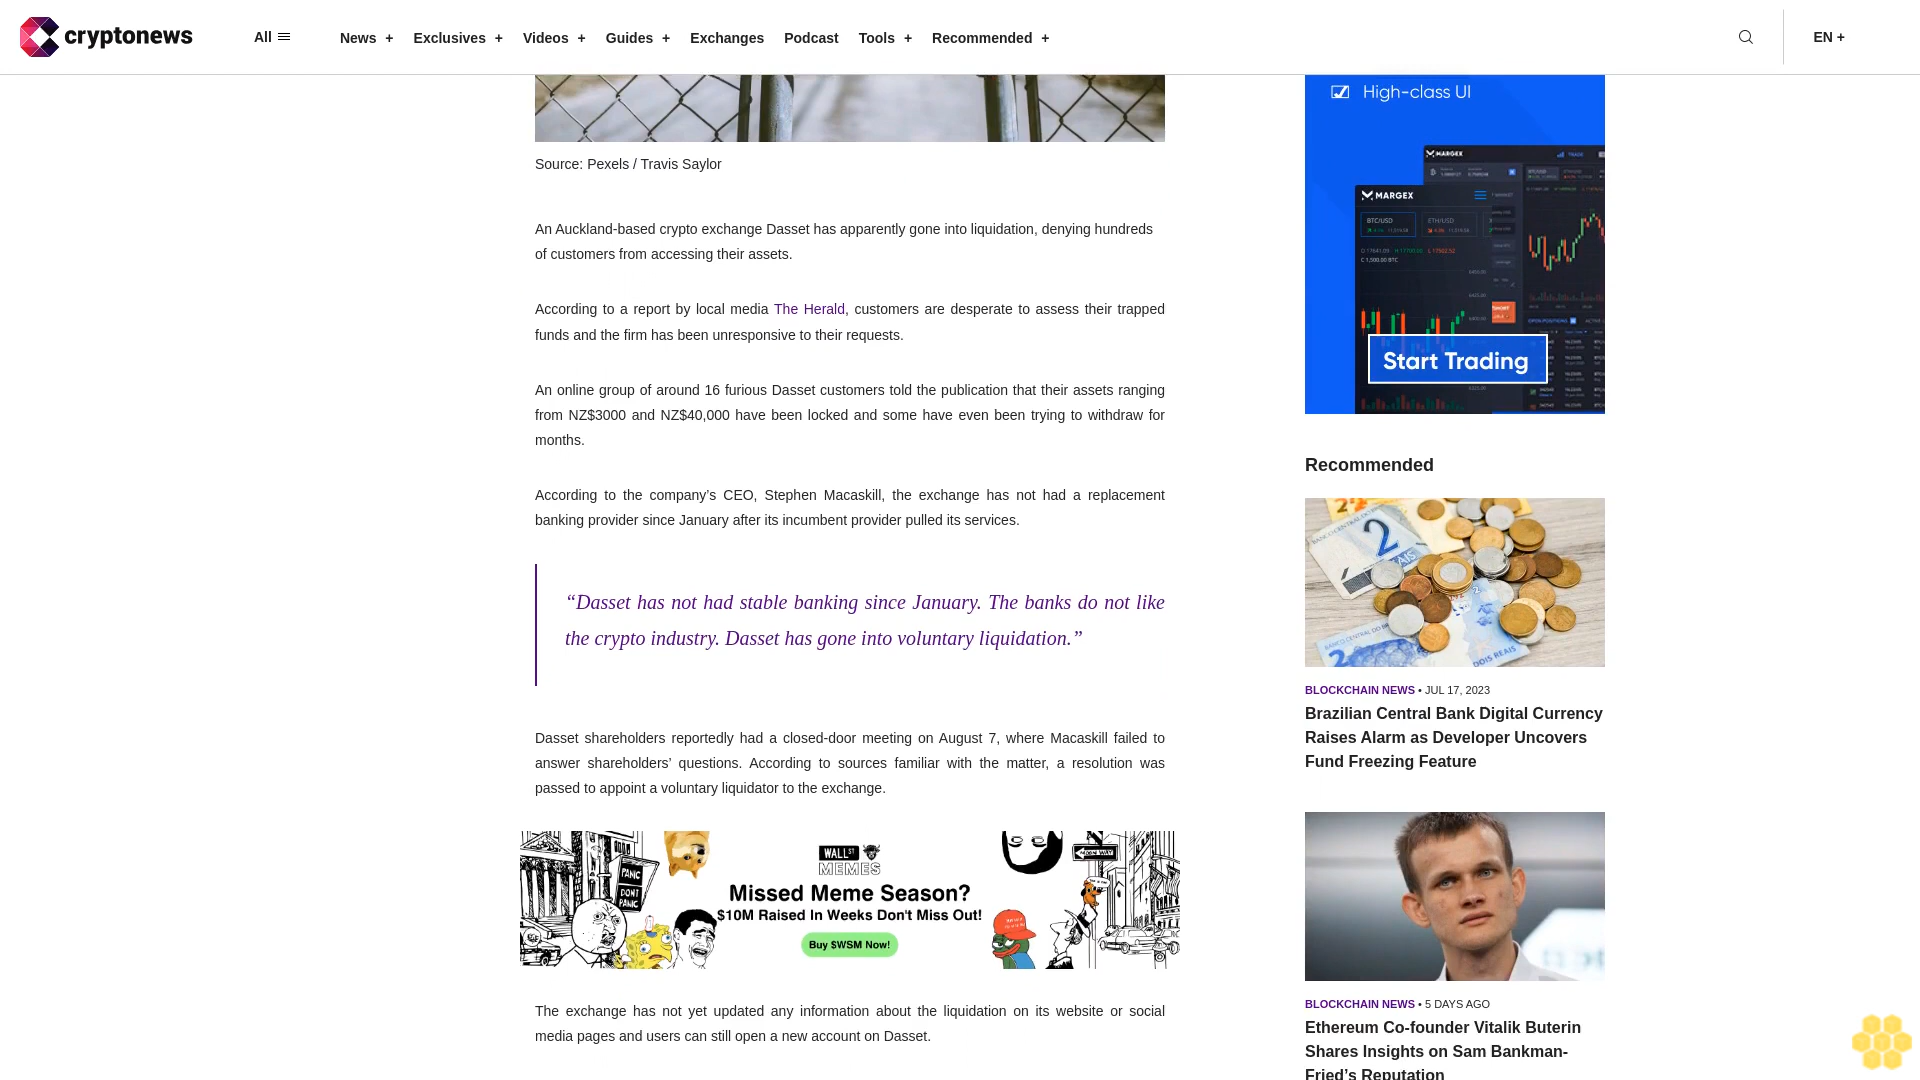 cryptonews
All
News + Exclusives + Videos + Guides + Exchanges Podcast Tools + Recommended +
EN +
High-class UI
Source: Pexels / Travis Saylor
An Auckland-based crypto exchange Dasset has apparently gone into liquidation, denying hundreds
of customers from accessing their assets.
According to a report by local media The Herald, customers are desperate to assess their trapped
funds and the firm has been unresponsive to their requests.
An online group of around 16 furious Dasset customers told the publication that their assets ranging
from NZ$3000 and NZ$40,000 have been locked and some have even been trying to withdraw for
months.
According to the company’s CEO, Stephen Macaskill, the exchange has not had a replacement
banking provider since January after its incumbent provider pulled its services.
“Dasset has not had stable banking since January. The banks do not like
the crypto industry. Dasset has gone into voluntary liquidation.”
Dasset shareholders reportedly had a closed-door meeting on August 7, where Macaskill failed to
answer shareholders’ questions. According to sources familiar with the matter, a resolution was
passed to appoint a voluntary liquidator to the exchange.
WALL ST
MEMES
PANIC
DONT
PANIC
Missed Meme Season?
$10M Raised In Weeks Don't Miss Out!
Buy $WSM Now!
The exchange has not yet updated any information about the liquidation on its website or social
media pages and users can still open a new account on Dasset.
MARGEX
TRADE
MARGEX
BTC/USD
ETH/USD
Start Trading
Recommended
2
DOIS REAIS
BLOCKCHAIN NEWS • JUL 17, 2023
Brazilian Central Bank Digital Currency
Raises Alarm as Developer Uncovers
Fund Freezing Feature
BLOCKCHAIN NEWS • 5 DAYS AGO
Ethereum Co-founder Vitalik Buterin
Shares Insights on Sam Bankman-
Fried’s Reputation